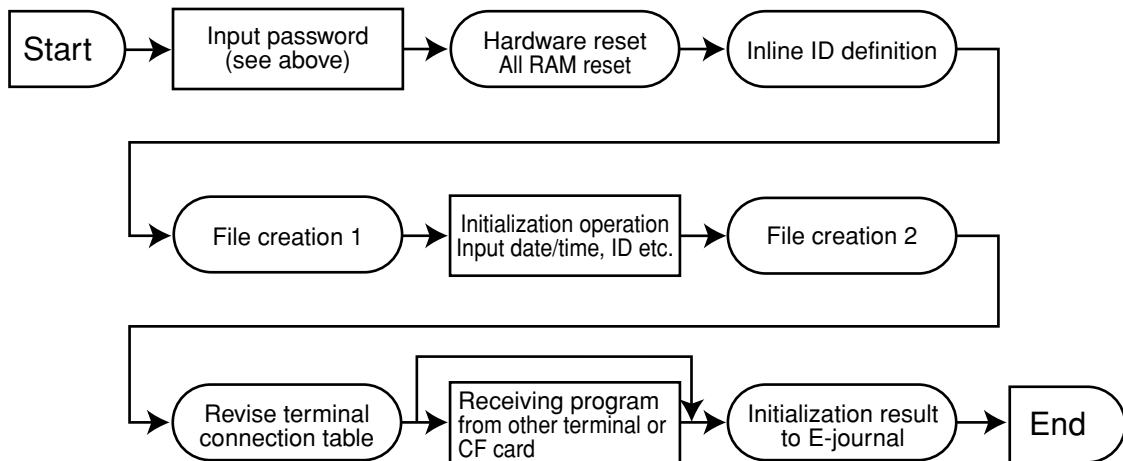 Start
Input password
(see above)
Hardware reset
All RAM reset
Inline ID definition
File creation 1
Initialization operation
Input date/time, ID etc.
File creation 2
Revise terminal
connection table
Receiving program
from other terminal or
CF card
Initialization result
to E-journal
End